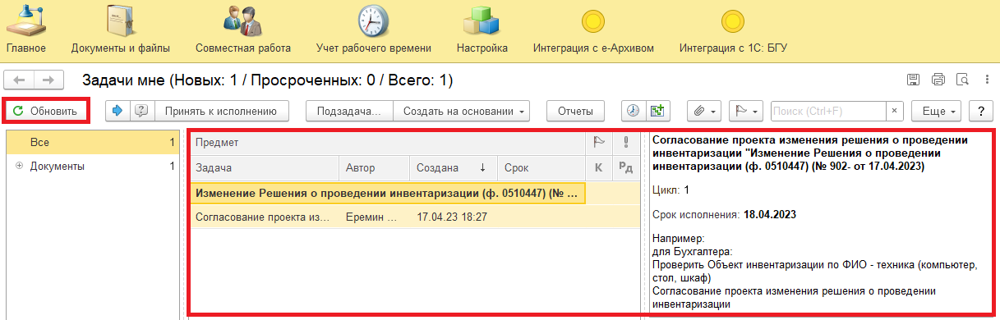 Главное
Документы и файлы
Совместная работа
Учет рабочего времени
Настройка
Интеграция с е-Архивом
Интеграция с 1С: БГУ
Задачи мне (Новых: 1 / Просроченных: 0 / Всего: 1)
Обновить
Принять к исполнению
Подзадача...
Создать на основании
Отчеты
Поиск (Ctrl+F)
×
Еще
?
Все 1
Документы 1
Предмет
Задача Автор Создана ↓ Срок К Рд
Изменение Решения о проведении инвентаризации (ф. 0510447) (№ ...
Согласование проекта из... Еремин ... 17.04.23 18:27
Согласование проекта изменения решения о проведении
инвентаризации "Изменение Решения о проведении
инвентаризации (ф. 0510447) (№ 902- от 17.04.2023)
Цикл: 1
Срок исполнения: 18.04.2023
Например:
для Бухгалтера:
Проверить Объект инвентаризации по ФИО - техника (компьютер,
стол, шкаф)
Согласование проекта изменения решения о проведении
инвентаризации